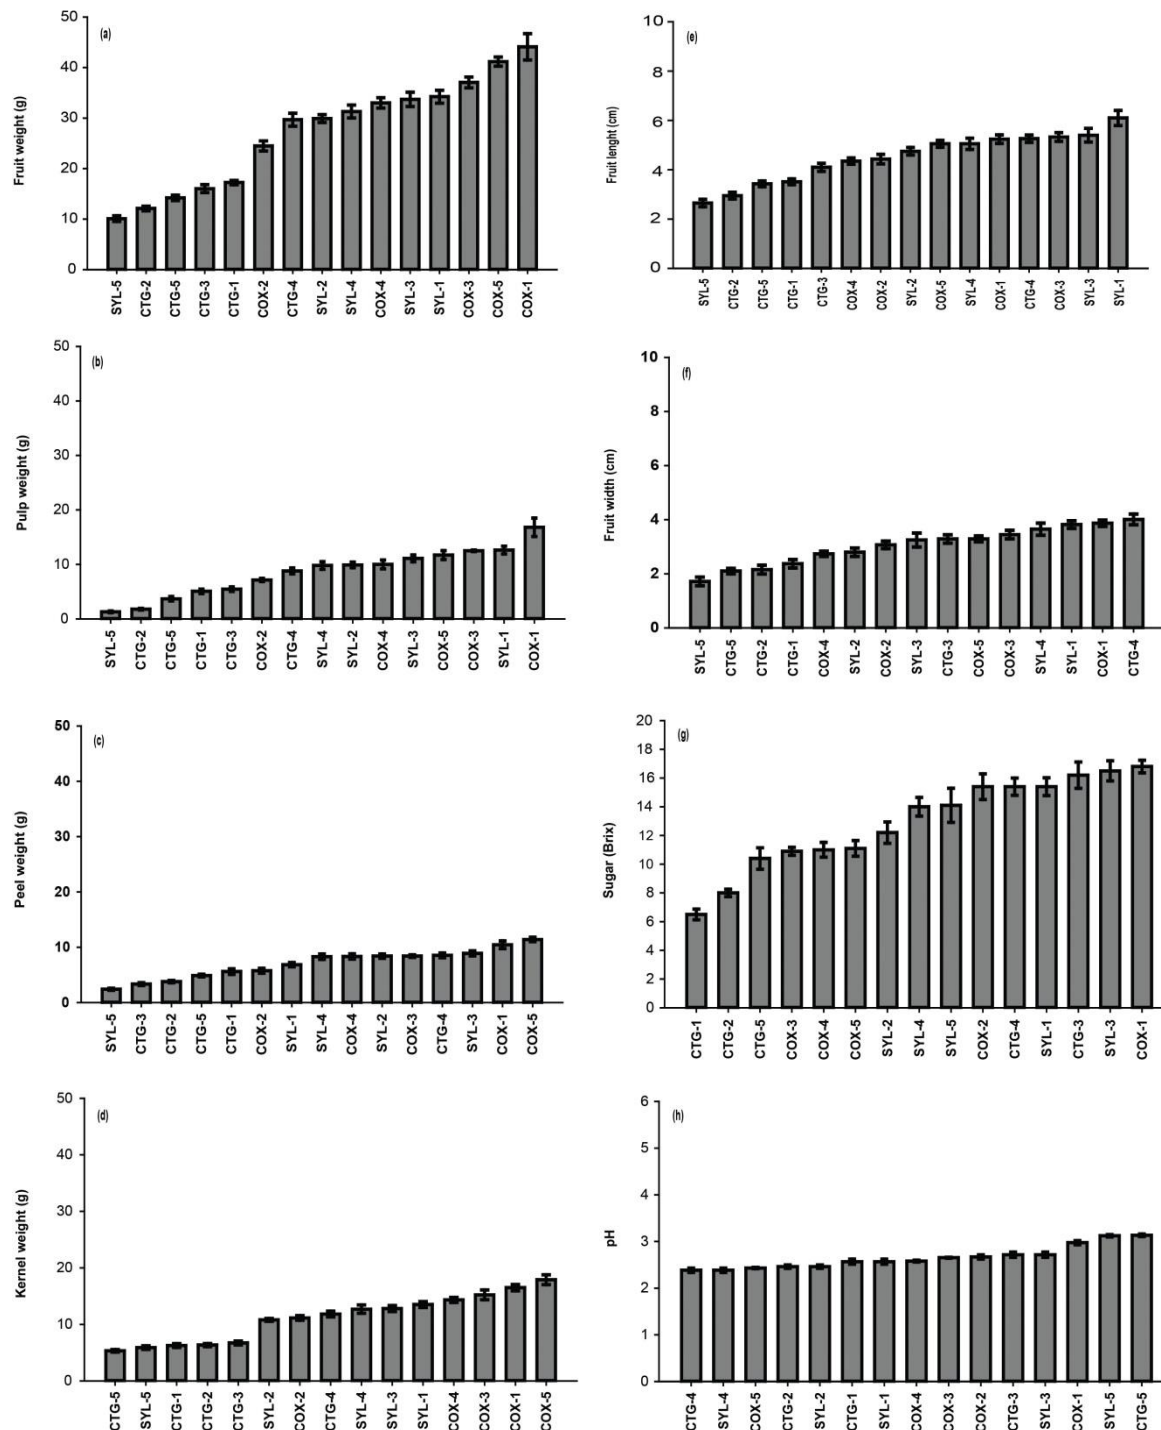 (a)
Fruit weight (g)
50
40
30
20
10
0
SYL-5 CTG-2 CTG-5 CTG-3 CTG-1 COX-2 CTG-4 SYL-2 SYL-4 COX-4 SYL-3 SYL-1 COX-3 COX-5 COX-1
(b)
Pulp weight (g)
50
40
30
20
10
0
SYL-5 CTG-2 CTG-5 CTG-1 CTG-3 COX-2 CTG-4 SYL-4 SYL-2 COX-4 SYL-3 COX-5 COX-3 SYL-1 COX-1
(c)
Peel weight (g)
50
40
30
20
10
0
SYL-5 CTG-3 CTG-2 CTG-5 CTG-1 COX-2 SYL-1 SYL-4 COX-4 SYL-2 COX-3 CTG-4 SYL-3 COX-1 COX-5
(d)
Kernel weight (g)
50
40
30
20
10
0
CTG-5 SYL-5 CTG-1 CTG-2 CTG-3 SYL-2 COX-2 CTG-4 SYL-4 SYL-3 SYL-1 COX-4 COX-3 COX-1 COX-5
(e)
Fruit lenght (cm)
10
8
6
4
2
0
SYL-5 CTG-2 CTG-5 CTG-1 CTG-3 COX-4 COX-2 SYL-2 COX-5 SYL-4 COX-1 CTG-4 COX-3 SYL-3 SYL-1
(f)
Fruit width (cm)
10
8
6
4
2
0
SYL-5 CTG-5 CTG-2 CTG-1 COX-4 SYL-2 COX-2 SYL-3 CTG-3 COX-5 COX-3 SYL-4 SYL-1 COX-1 CTG-4
(g)
Sugar (Brix)
20
18
16
14
12
10
8
6
4
2
0
CTG-1 CTG-2 CTG-5 COX-3 COX-4 COX-5 SYL-2 SYL-4 SYL-5 COX-2 CTG-4 SYL-1 CTG-3 SYL-3 COX-1
(h)
pH
6
5
4
3
2
1
0
CTG-4 SYL-4 COX-5 CTG-2 SYL-2 CTG-1 SYL-1 COX-4 COX-3 COX-2 CTG-3 SYL-3 COX-1 SYL-5 CTG-5